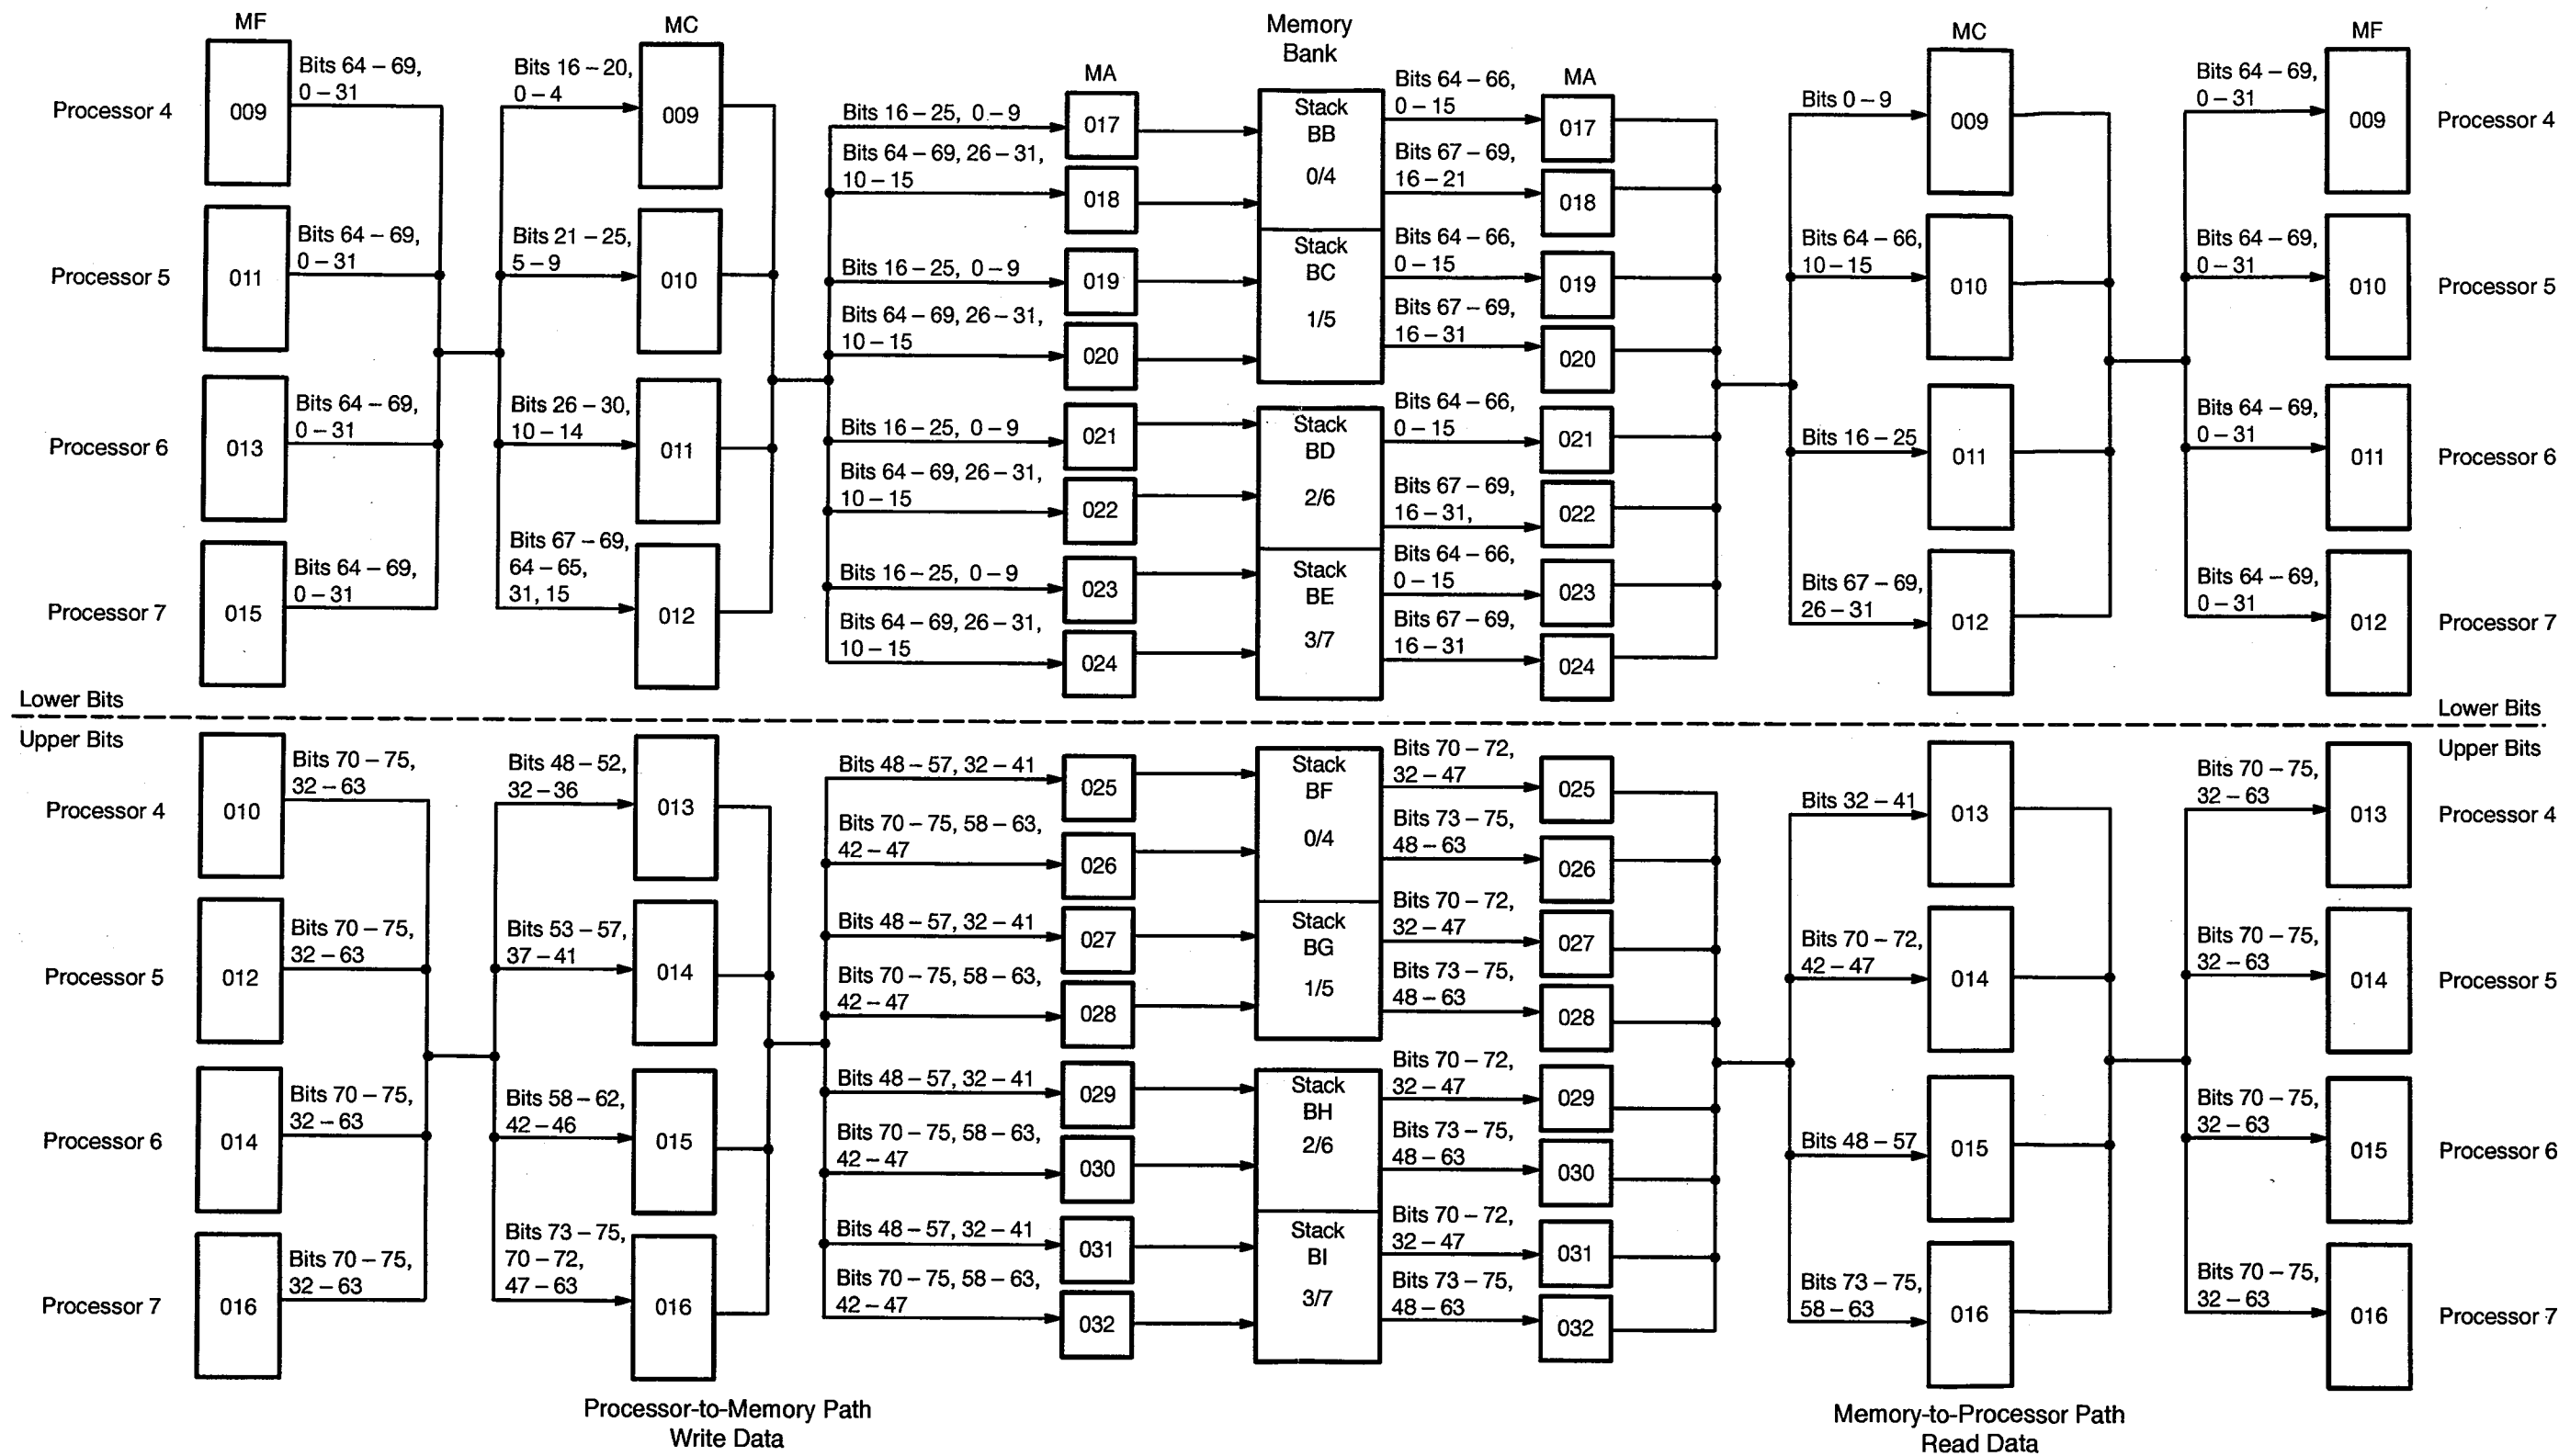 MF
MC
Memory
Bank
MA
MA
MC
MF
Processor 4
009
Bits 64 – 69,
0 – 31
Bits 16 – 20,
0 – 4
009
Processor 5
011
Bits 64 – 69,
0 – 31
Bits 21 – 25,
5 – 9
010
Processor 6
013
Bits 64 – 69,
0 – 31
Bits 26 – 30,
10 – 14
011
Processor 7
015
Bits 64 – 69,
0 – 31
Bits 67 – 69,
64 – 65,
31, 15
012
Bits 16 – 25, 0 – 9
017
Bits 64 – 69, 26 – 31,
10 – 15
018
Bits 16 – 25, 0 – 9
019
Bits 64 – 69, 26 – 31,
10 – 15
020
Bits 16 – 25, 0 – 9
021
Bits 64 – 69, 26 – 31,
10 – 15
022
Bits 16 – 25, 0 – 9
023
Bits 64 – 69, 26 – 31,
10 – 15
024
Stack
BB
0/4
Stack
BC
1/5
Stack
BD
2/6
Stack
BE
3/7
Bits 64 – 66,
0 – 15
017
Bits 67 – 69,
16 – 21
018
Bits 64 – 66,
0 – 15
019
Bits 67 – 69,
16 – 31
020
Bits 64 – 66,
0 – 15
021
Bits 67 – 69,
16 – 31,
022
Bits 64 – 66,
0 – 15
023
Bits 67 – 69,
16 – 31
024
Bits 0 – 9
009
Bits 64 – 66,
10 – 15
010
Bits 16 – 25
011
Bits 67 – 69,
26 – 31
012
Bits 64 – 69,
0 – 31
009
Processor 4
Bits 64 – 69,
0 – 31
010
Processor 5
Bits 64 – 69,
0 – 31
011
Processor 6
Bits 64 – 69,
0 – 31
012
Processor 7
Lower Bits
Lower Bits
Upper Bits
Upper Bits
Processor 4
010
Bits 70 – 75,
32 – 63
Bits 48 – 52,
32 – 36
013
Processor 5
012
Bits 70 – 75,
32 – 63
Bits 53 – 57,
37 – 41
014
Processor 6
014
Bits 70 – 75,
32 – 63
Bits 58 – 62,
42 – 46
015
Processor 7
016
Bits 70 – 75,
32 – 63
Bits 73 – 75,
70 – 72,
47 – 63
016
Bits 48 – 57, 32 – 41
025
Bits 70 – 75, 58 – 63,
42 – 47
026
Bits 48 – 57, 32 – 41
027
Bits 70 – 75, 58 – 63,
42 – 47
028
Bits 48 – 57, 32 – 41
029
Bits 70 – 75, 58 – 63,
42 – 47
030
Bits 48 – 57, 32 – 41
031
Bits 70 – 75, 58 – 63,
42 – 47
032
Stack
BF
0/4
Stack
BG
1/5
Stack
BH
2/6
Stack
BI
3/7
Bits 70 – 72,
32 – 47
025
Bits 73 – 75,
48 – 63
026
Bits 70 – 72,
32 – 47
027
Bits 73 – 75,
48 – 63
028
Bits 70 – 72,
32 – 47
029
Bits 73 – 75,
48 – 63
030
Bits 70 – 72,
32 – 47
031
Bits 73 – 75,
48 – 63
032
Bits 32 – 41
013
Bits 70 – 72,
42 – 47
014
Bits 48 – 57
015
Bits 73 – 75,
58 – 63
016
Bits 70 – 75,
32 – 63
013
Processor 4
Bits 70 – 75,
32 – 63
014
Processor 5
Bits 70 – 75,
32 – 63
015
Processor 6
Bits 70 – 75,
32 – 63
016
Processor 7
Processor-to-Memory Path
Write Data
Memory-to-Processor Path
Read Data